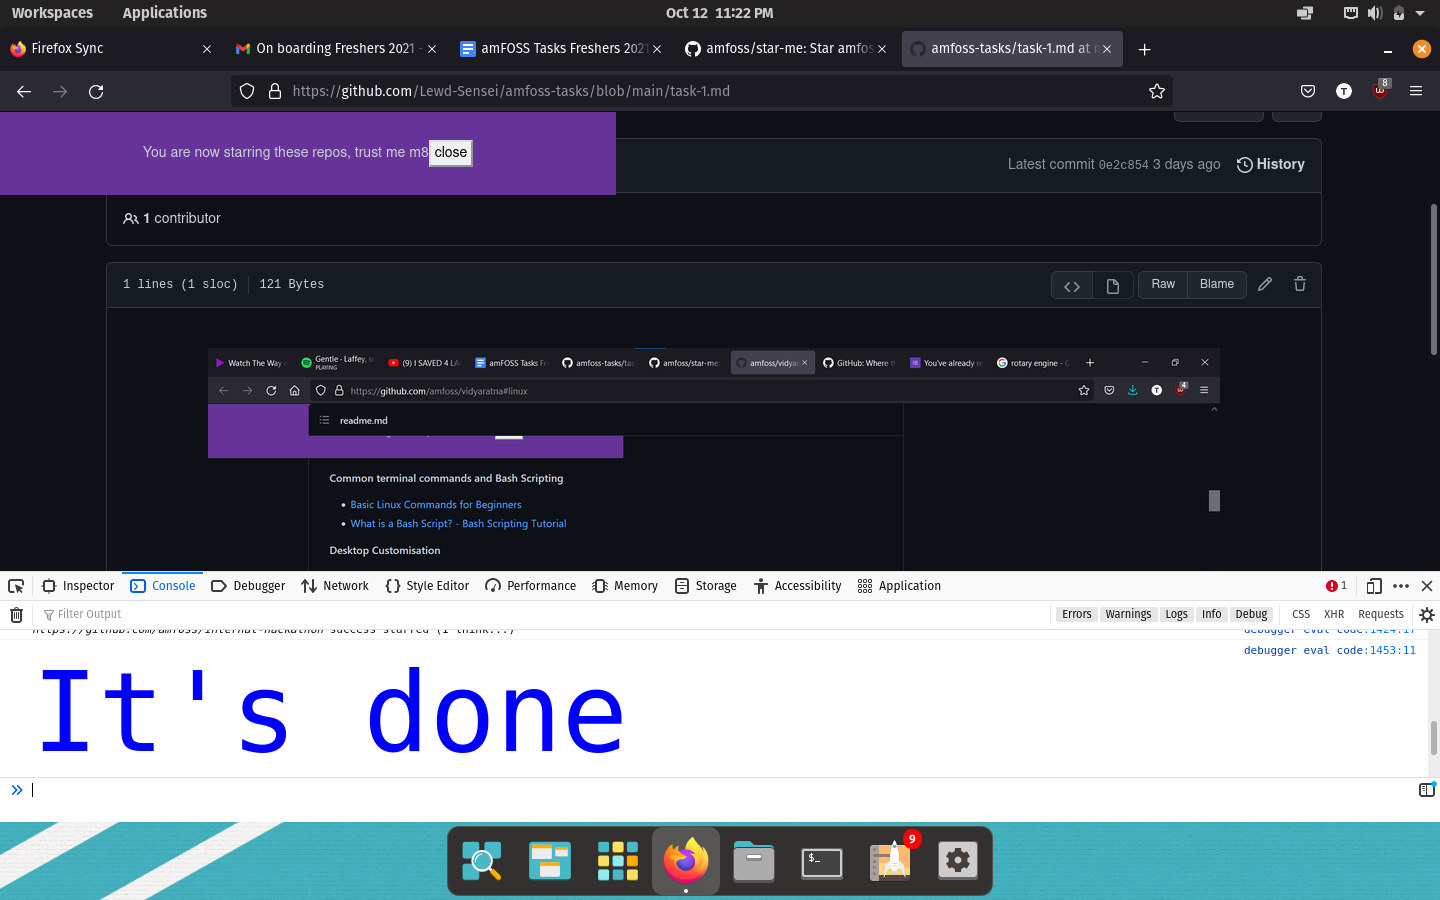 Workspaces Applications Oct 12 11:22 PM
Firefox Sync On boarding Freshers 2021 - amFOSS Tasks Freshers 2021 amfoss/star-me: Star amfos amfoss-tasks/task-1.md at m
https://github.com/Lewd-Sensei/amfoss-tasks/blob/main/task-1.md T 8
You are now starring these repos, trust me m8 close
Latest commit 0e2c854 3 days ago History
1 contributor
1 lines (1 sloc) 121 Bytes Raw Blame
Watch The Way Gentle - Laffey, s (9) I SAVED 4 LA amFOSS Tasks Fr amfoss-tasks/tas amfoss/star-me: amfoss/vidyar GitHub: Where th You've already re rotary engine - G
PLAYING
https://github.com/amfoss/vidyaratna#linux T 4
readme.md
Common terminal commands and Bash Scripting
• Basic Linux Commands for Beginners
• What is a Bash Script? - Bash Scripting Tutorial
Desktop Customisation
Inspector Console Debugger Network Style Editor Performance Memory Storage Accessibility Application 1
Filter Output Errors Warnings Logs Info Debug CSS XHR Requests
https://github.com/amfoss/internal-hackathon success starred (I think...) debugger eval code:1424:17
debugger eval code:1453:11
It's done
9